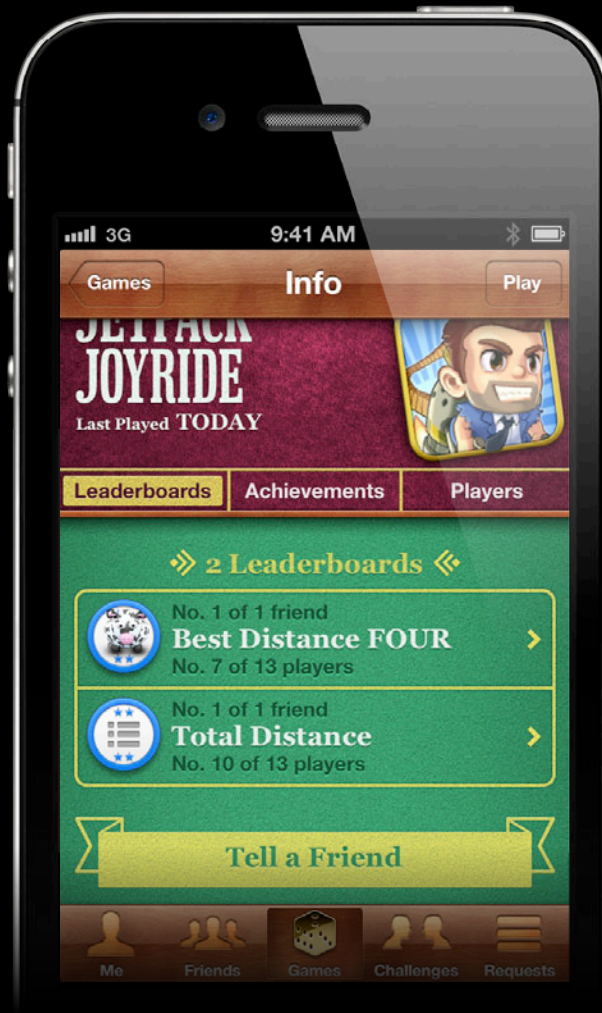 3G 9:41 AM
Games Info Play
JETPACK
JOYRIDE
Last Played TODAY
Leaderboards Achievements Players
2 Leaderboards
No. 1 of 1 friend
Best Distance FOUR
No. 7 of 13 players
No. 1 of 1 friend
Total Distance
No. 10 of 13 players
Tell a Friend
Me Friends Games Challenges Requests